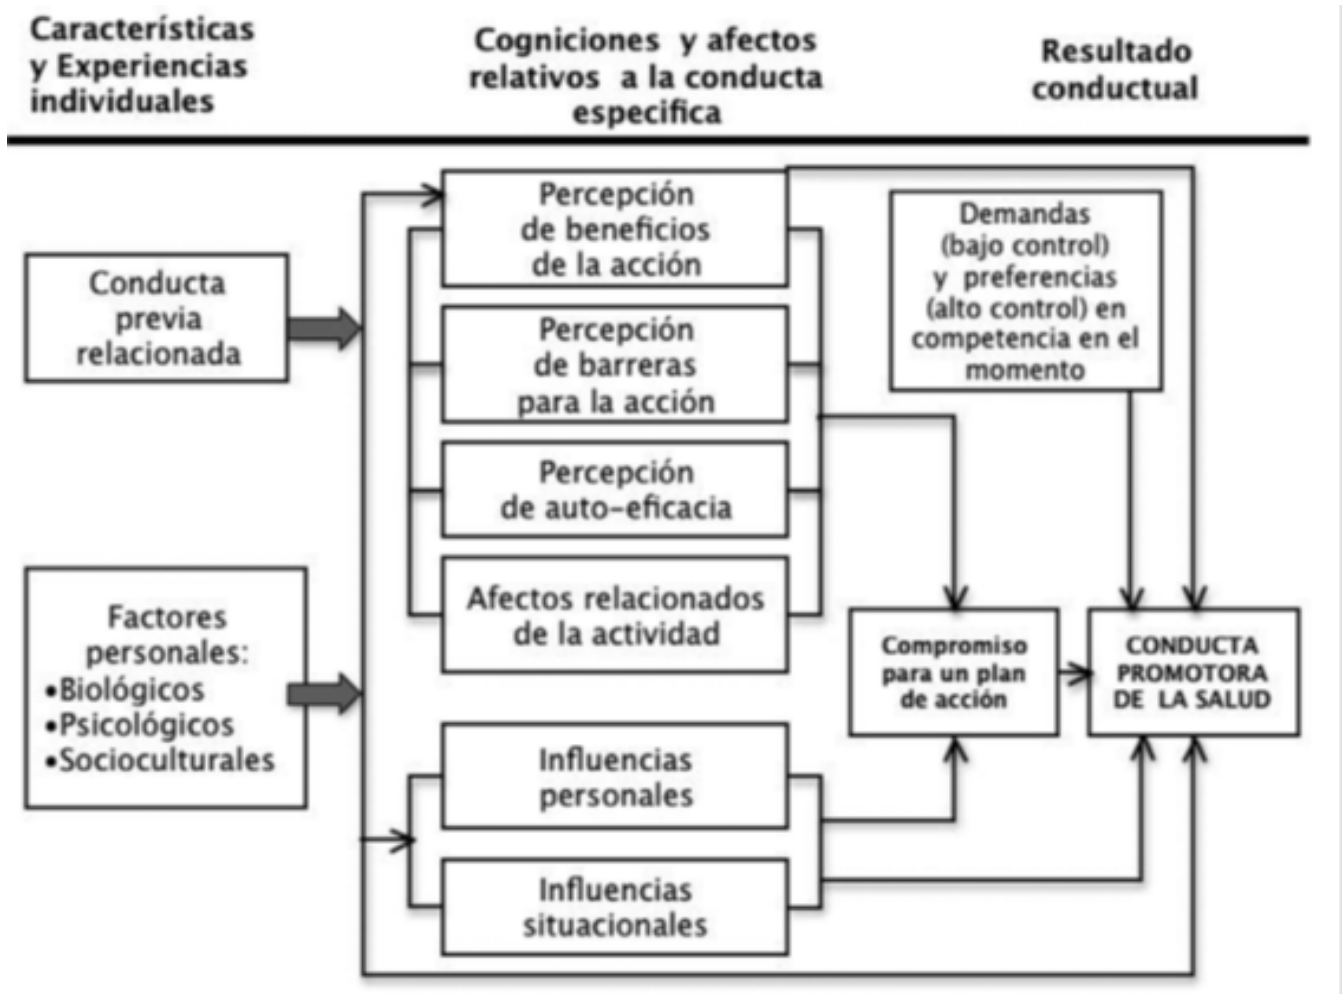 Características
y Experiencias
individuales
Cogniciones y afectos
relativos a la conducta
especifica
Resultado
conductual
Conducta
previa
relacionada
Factores
personales:
•Biológicos
•Psicológicos
•Socioculturales
Percepción
de beneficios
de la acción
Percepción
de barreras
para la acción
Percepción
de auto-eficacia
Afectos relacionados
de la actividad
Influencias
personales
Influencias
situacionales
Demandas
(bajo control)
y preferencias
(alto control) en
competencia en el
momento
Compromiso
para un plan
de acción
CONDUCTA
PROMOTORA
DE LA SALUD